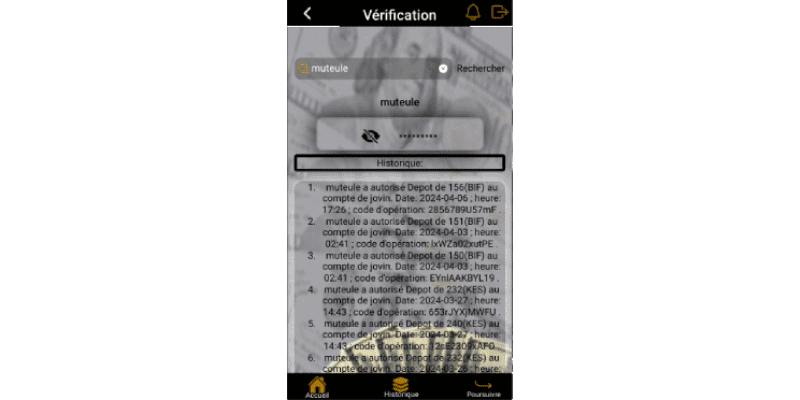 Vérification
muteule
Rechercher
muteule
*********
Historique:
1. muteule a autorisé Depot de 156(BIF) au
compte de jovin. Date: 2024-04-06 ; heure:
17:26 ; code d'opération: 2856789U57mF .
2. muteule a autorisé Depot de 151(BIF) au
compte de jovin. Date: 2024-04-03 ; heure:
02:41 ; code d'opération: lxWZa02xutPE .
3. muteule a autorisé Depot de 150(BIF) au
compte de jovin. Date: 2024-04-03 ; heure:
02:41 ; code d'opération: EYnIAAKBYL19 .
4. muteule a autorisé Depot de 232(KES) au
compte de jovin. Date: 2024-03-27 ; heure:
14:43 ; code d'opération: 653rJYXjMWFU .
5. muteule a autorisé Depot de 240(KES) au
compte de jovin. Date: 2024-03-27 ; heure:
14:43 ; code d'opération:
6. muteule a autorisé Depot de 232(KES) au
compte de jovin. Date: 2024-03-26 ; heure:
Accueil
Historique
Poursuivre